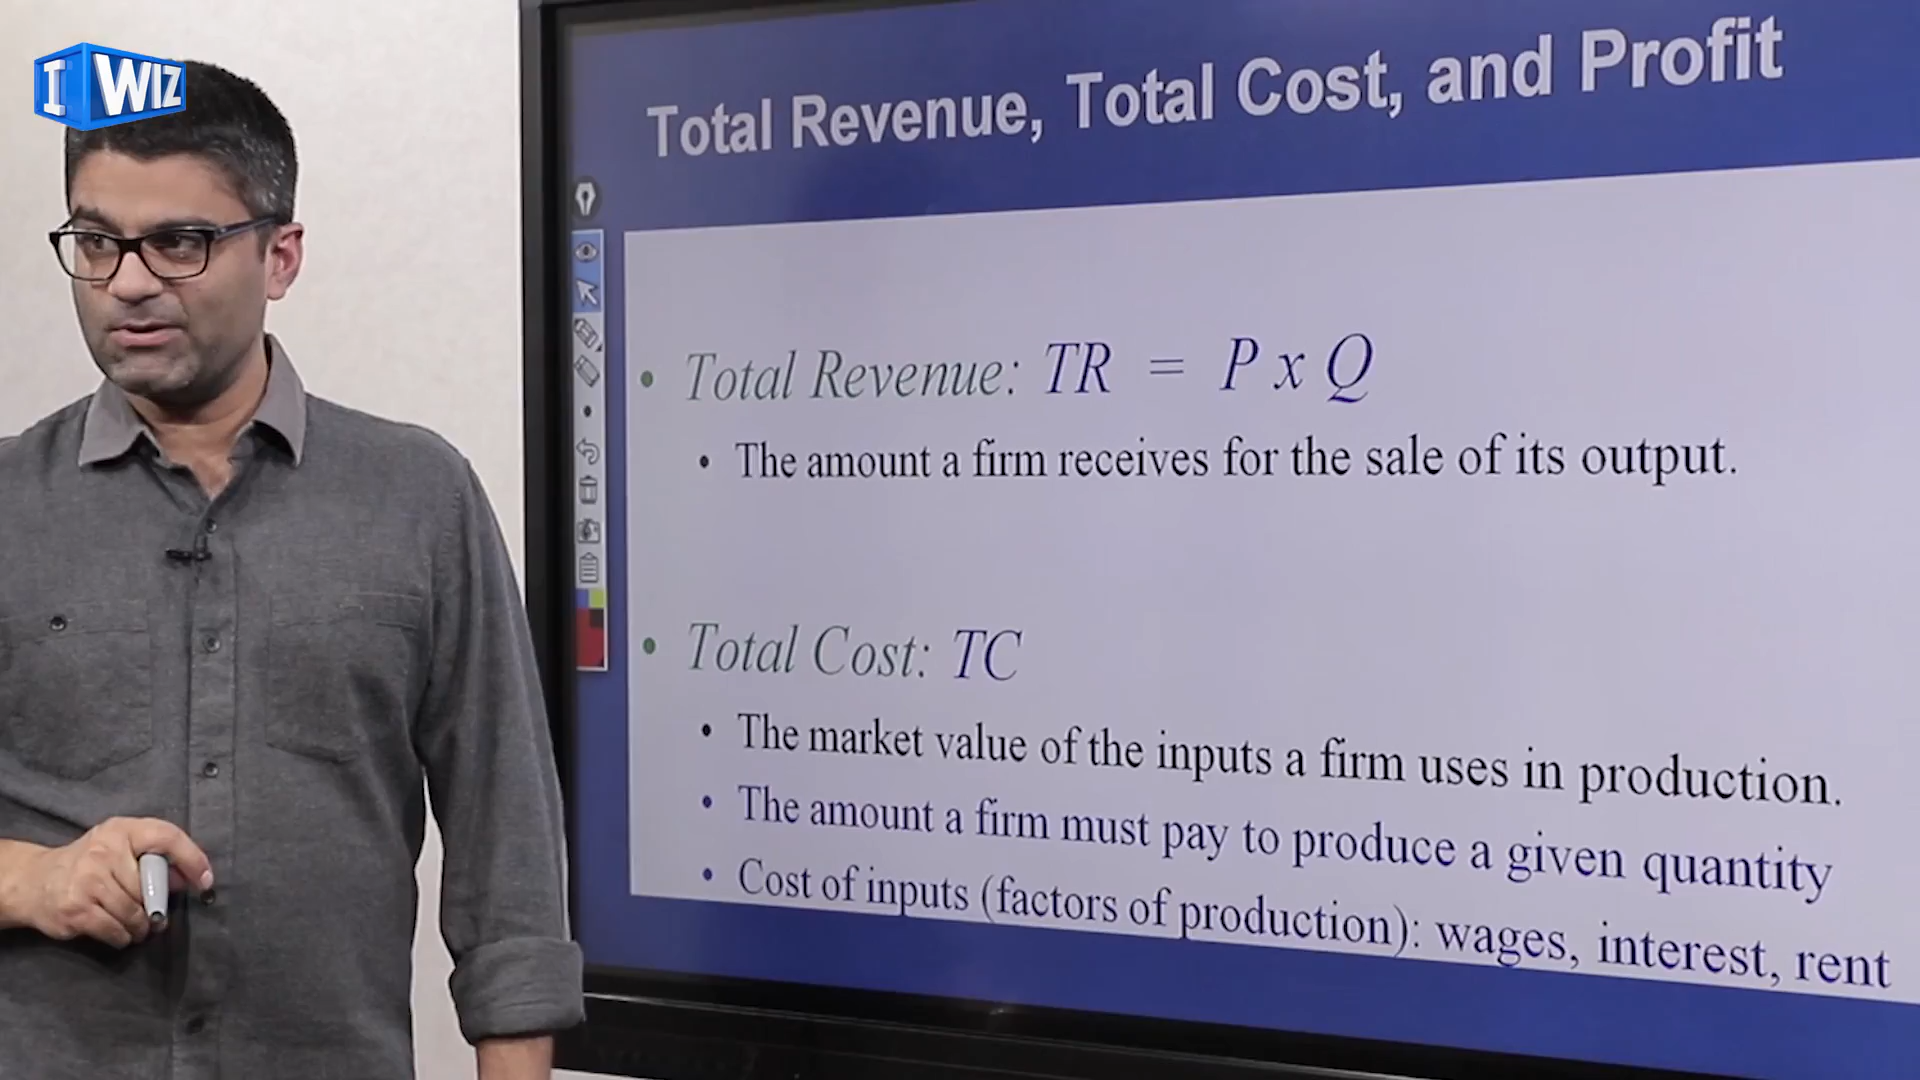 I WIZ
Total Revenue, Total Cost, and Profit
• Total Revenue: TR = P x Q
• The amount a firm receives for the sale of its output.
• Total Cost: TC
• The market value of the inputs a firm uses in production.
• The amount a firm must pay to produce a given quantity
• Cost of inputs (factors of production): wages, interest, rent